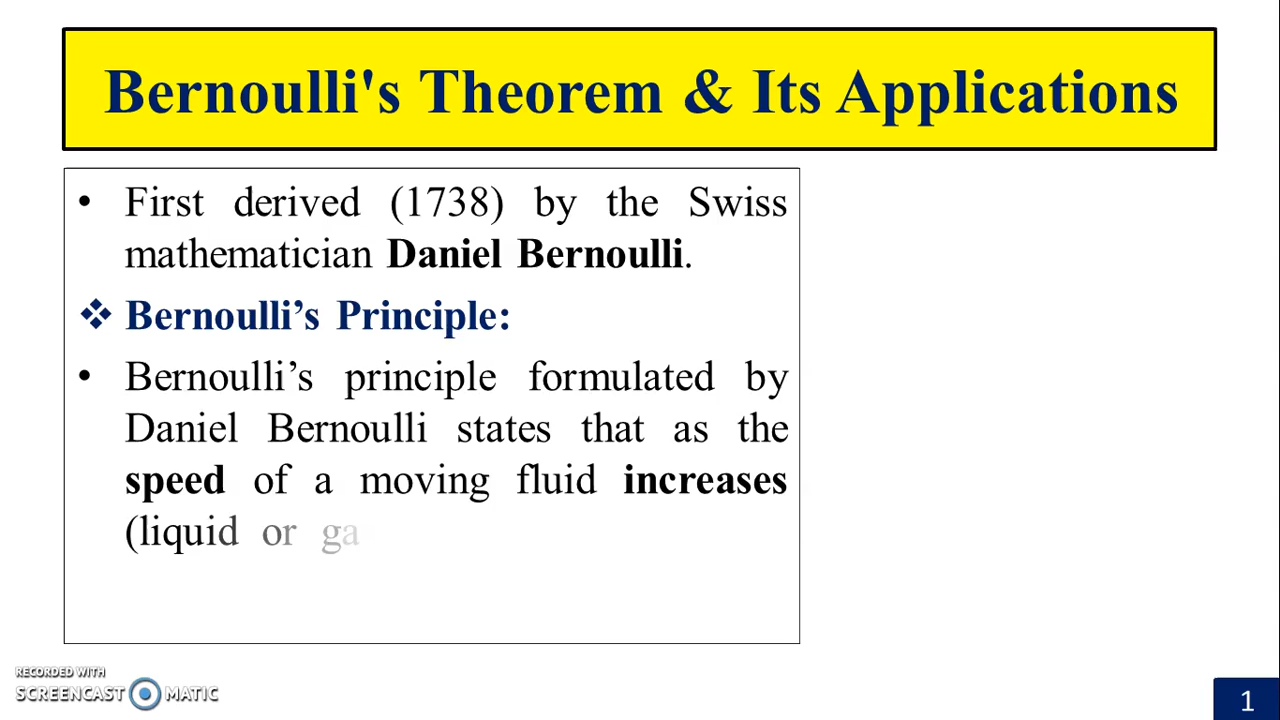 Bernoulli's Theorem & Its Applications
• First derived (1738) by the Swiss
mathematician Daniel Bernoulli.
❖ Bernoulli’s Principle:
• Bernoulli’s principle formulated by
Daniel Bernoulli states that as the
speed of a moving fluid increases
(liquid or ga
RECORDED WITH
SCREENCAST MATIC
1